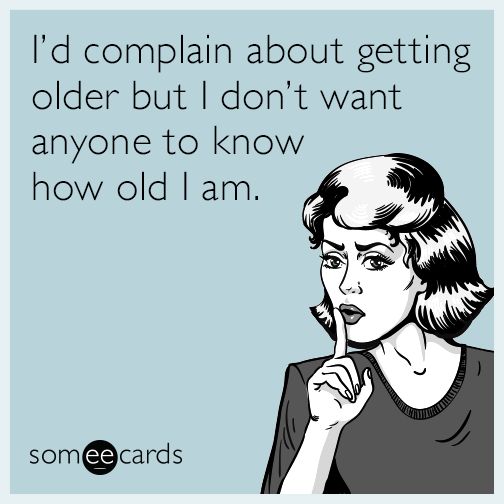 I’d complain about getting
older but I don’t want
anyone to know
how old I am.
someecards